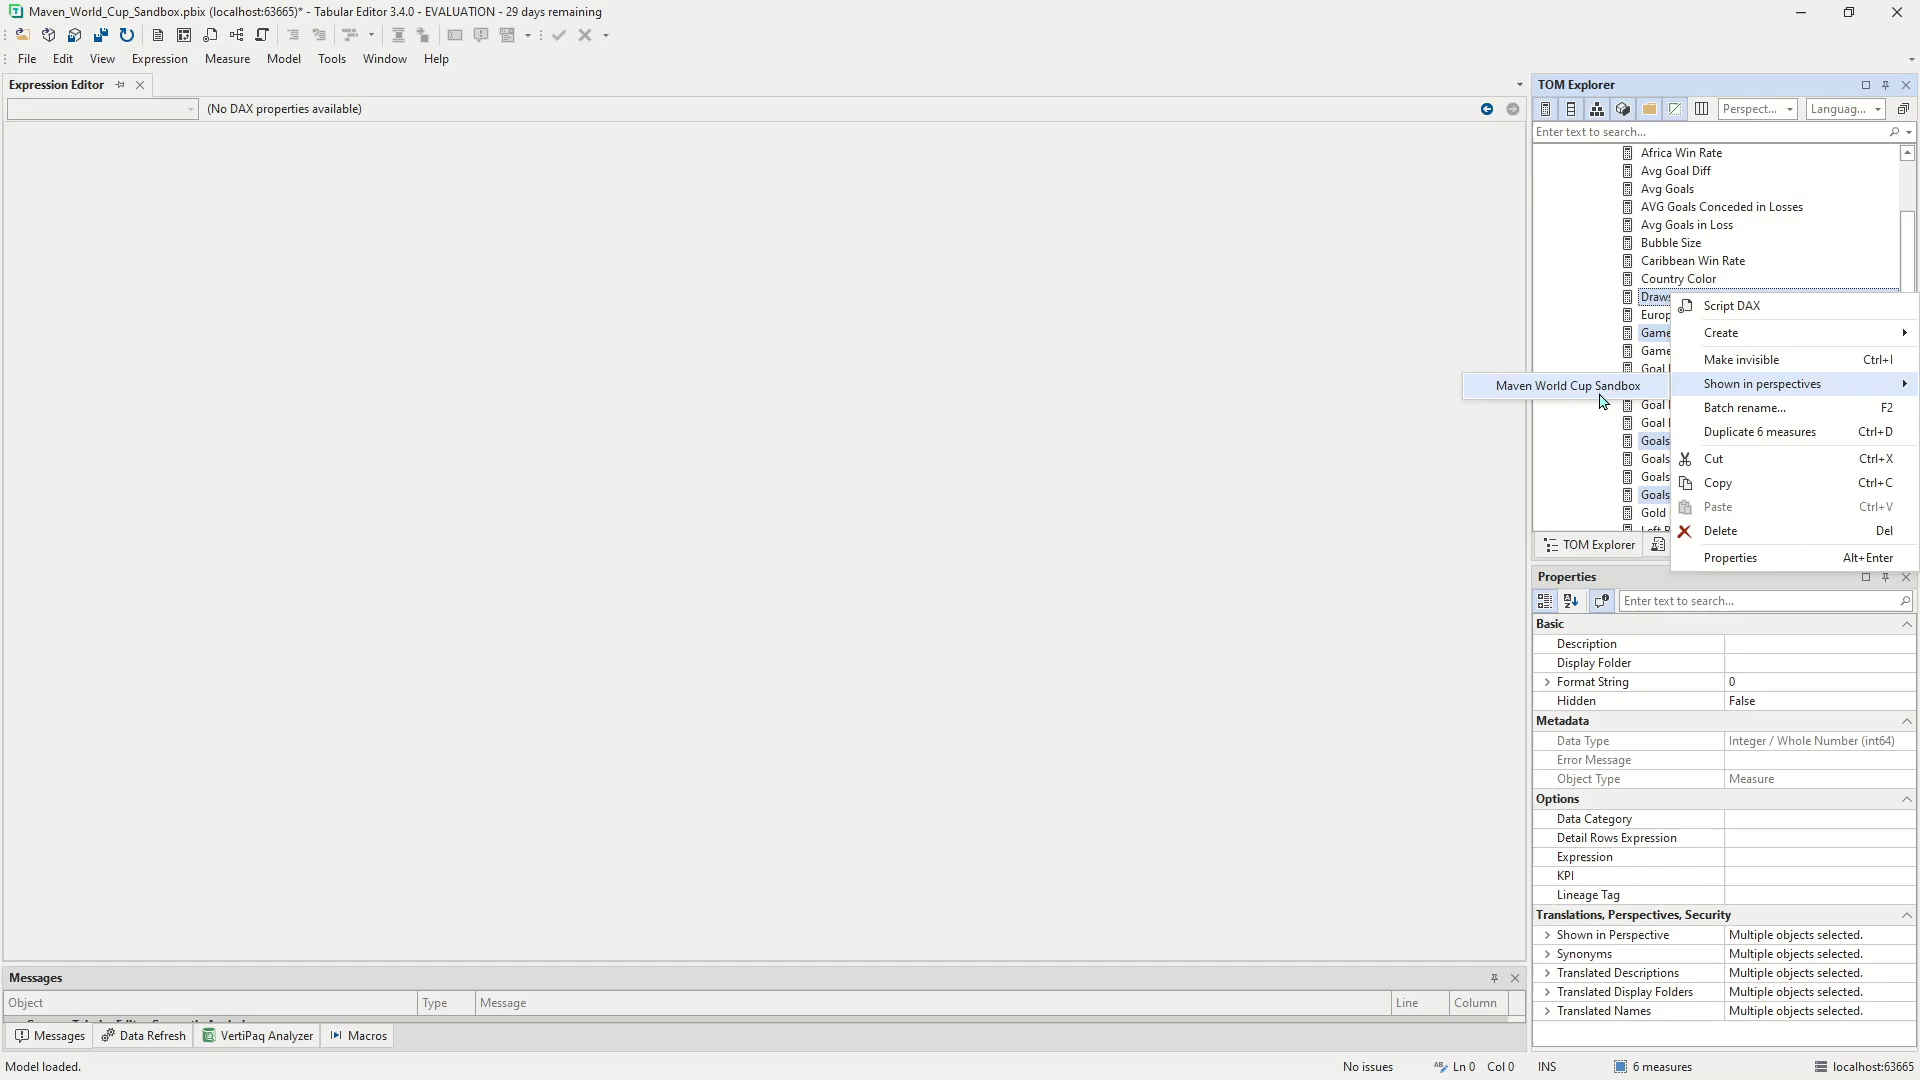 Maven_World_Cup_Sandbox.pbix (localhost:63665)* - Tabular Editor 3.4.0 - EVALUATION - 29 days remaining
File Edit View Expression Measure Model Tools Window Help
Expression Editor
(No DAX properties available)
TOM Explorer
Perspect...
Languag...
Enter text to search...
Africa Win Rate
Avg Goal Diff
Avg Goals
AVG Goals Conceded in Losses
Avg Goals in Loss
Bubble Size
Caribbean Win Rate
Country Color
Draws
Europ
Game
Game
Goal
Goal
Goal
Goals
Goals
Goals
Goals
Gold
Script DAX
Create
Make invisible Ctrl+I
Shown in perspectives
Maven World Cup Sandbox
Batch rename... F2
Duplicate 6 measures Ctrl+D
Cut Ctrl+X
Copy Ctrl+C
Paste Ctrl+V
Delete Del
Properties Alt+Enter
TOM Explorer
Properties
Enter text to search...
Basic
Description
Display Folder
Format String 0
Hidden False
Metadata
Data Type Integer / Whole Number (int64)
Error Message
Object Type Measure
Options
Data Category
Detail Rows Expression
Expression
KPI
Lineage Tag
Translations, Perspectives, Security
Shown in Perspective Multiple objects selected.
Synonyms Multiple objects selected.
Translated Descriptions Multiple objects selected.
Translated Display Folders Multiple objects selected.
Translated Names Multiple objects selected.
Messages
Object Type Message Line Column
Messages Data Refresh VertiPaq Analyzer Macros
Model loaded.
No issues Ln 0 Col 0 INS 6 measures localhost:63665